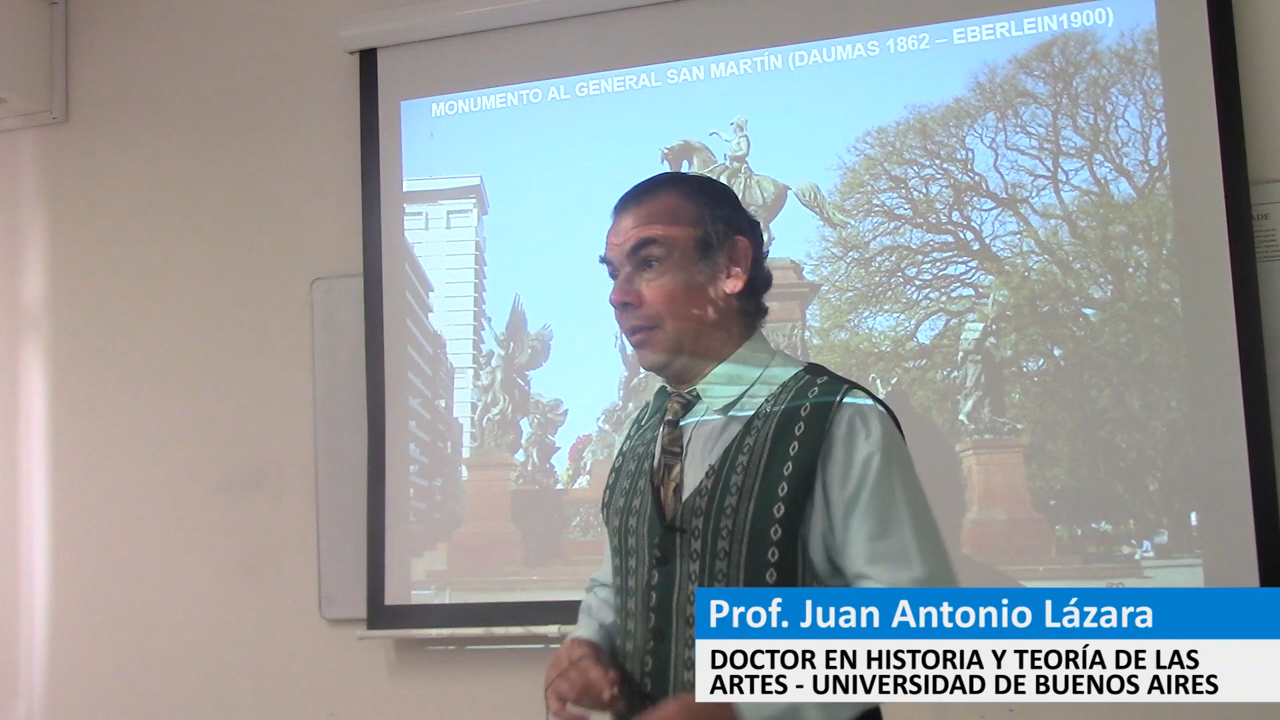 MONUMENTO AL GENERAL SAN MARTÍN (DAUMAS 1862 – EBERLEIN1900)
Prof. Juan Antonio Lázara
DOCTOR EN HISTORIA Y TEORÍA DE LAS
ARTES - UNIVERSIDAD DE BUENOS AIRES